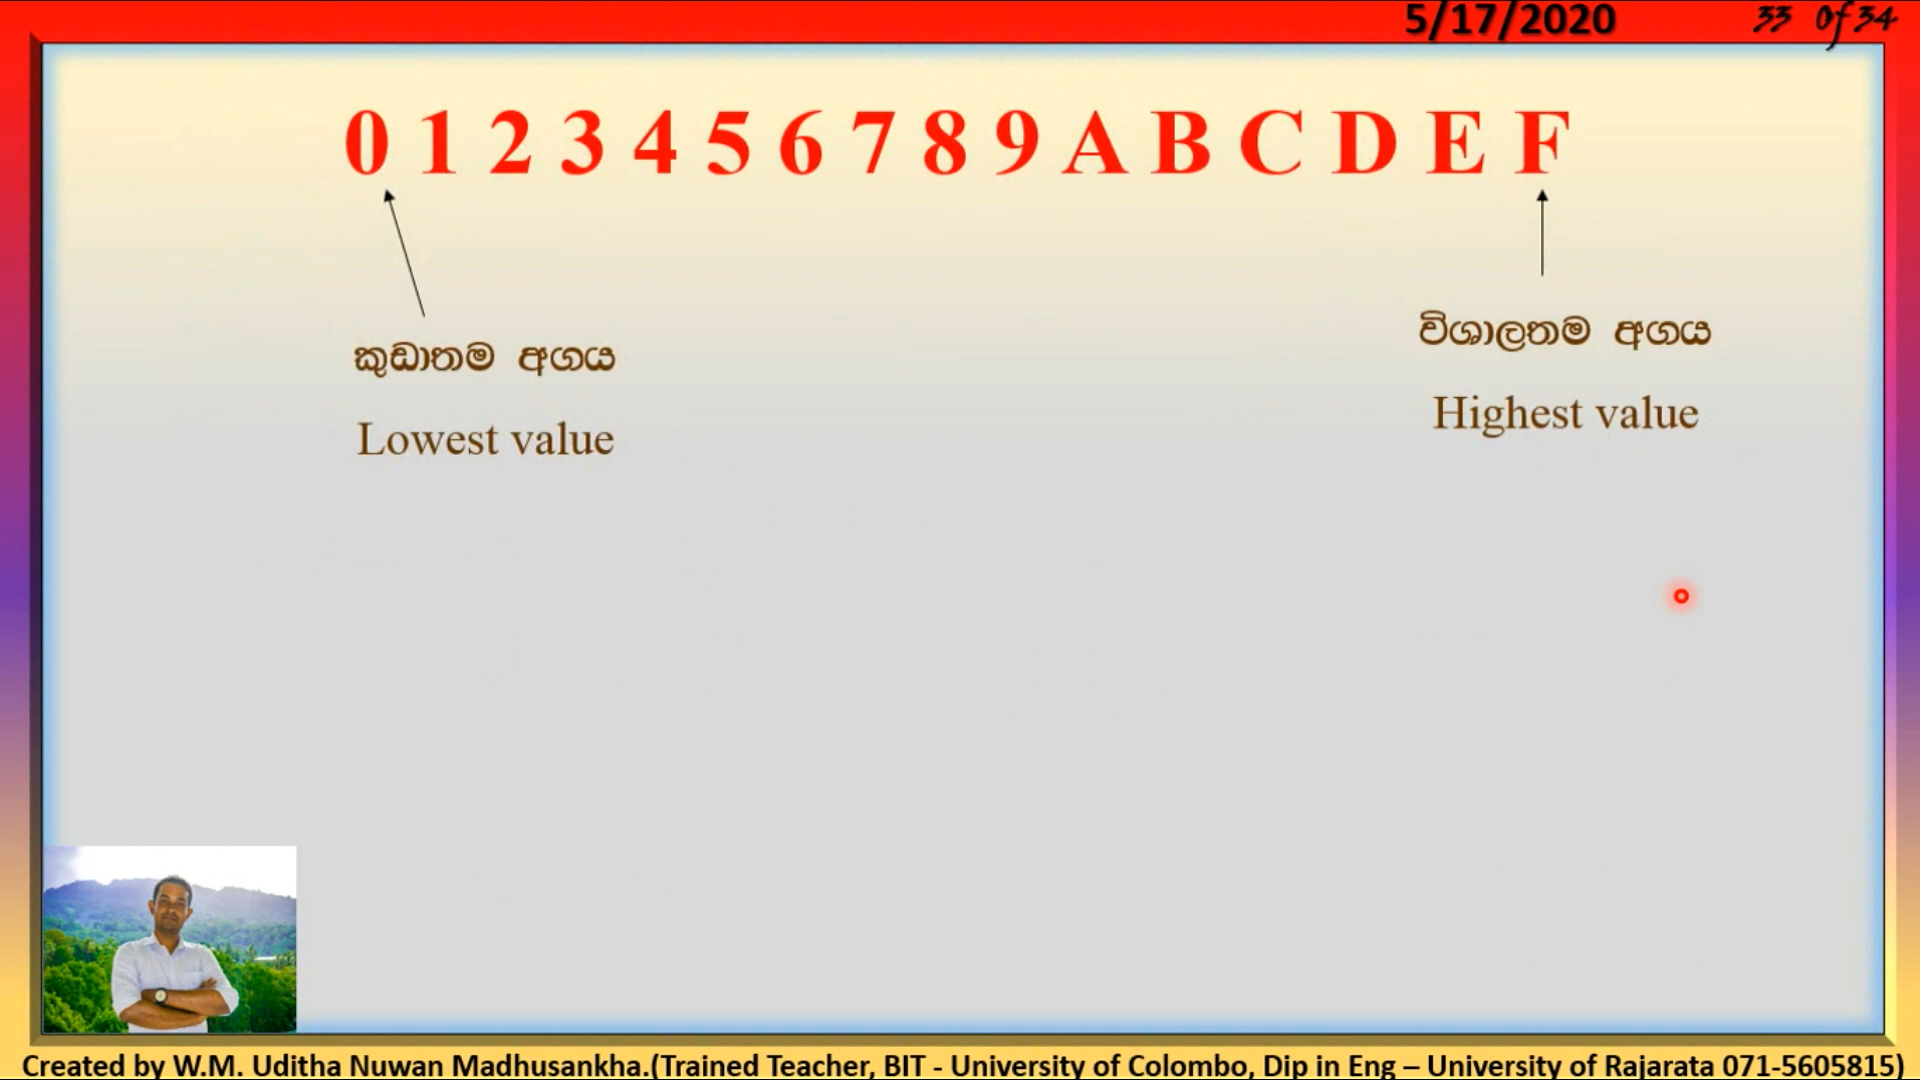 5/17/2020 33 of 34
0 1 2 3 4 5 6 7 8 9 A B C D E F
කුඩාතම අගය
Lowest value
විශාලතම අගය
Highest value
Created by W.M. Uditha Nuwan Madhusankha.(Trained Teacher, BIT - University of Colombo, Dip in Eng – University of Rajarata 071-5605815)